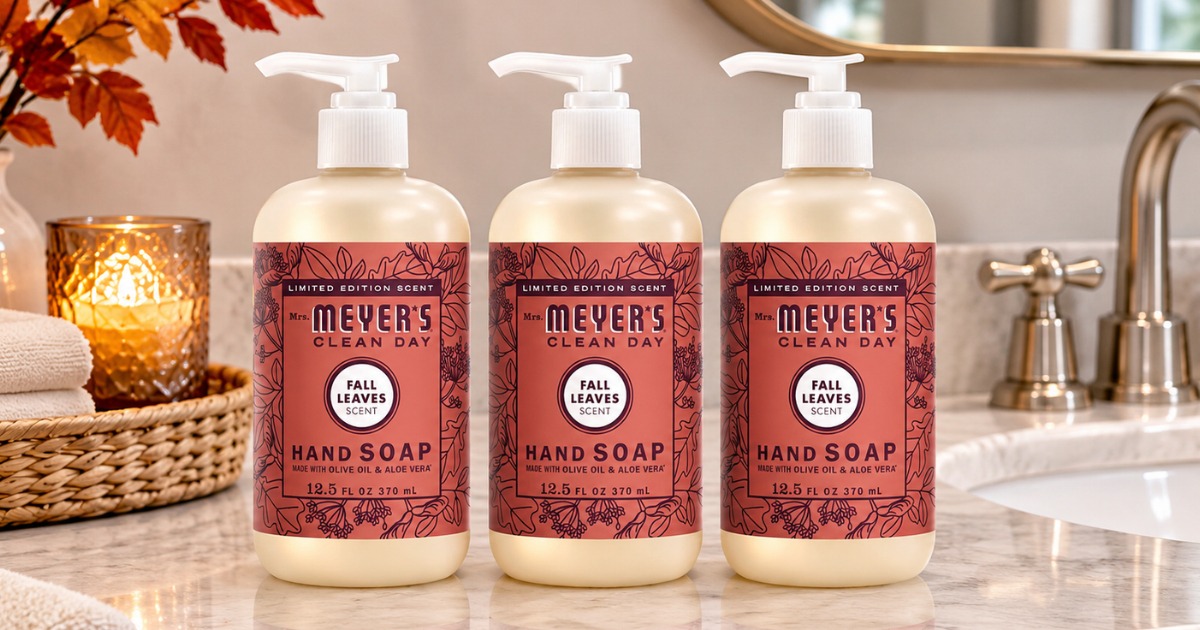 LIMITED EDITION SCENT
Mrs. MEYER'S
CLEAN DAY
FALL
LEAVES
SCENT
HAND SOAP
MADE WITH OLIVE OIL & ALOE VERA*
12.5 FL OZ 370 mL
LIMITED EDITION SCENT
Mrs. MEYER'S
CLEAN DAY
FALL
LEAVES
SCENT
HAND SOAP
MADE WITH OLIVE OIL & ALOE VERA*
12.5 FL OZ 370 mL
LIMITED EDITION SCENT
Mrs. MEYER'S
CLEAN DAY
FALL
LEAVES
SCENT
HAND SOAP
MADE WITH OLIVE OIL & ALOE VERA*
12.5 FL OZ 370 mL